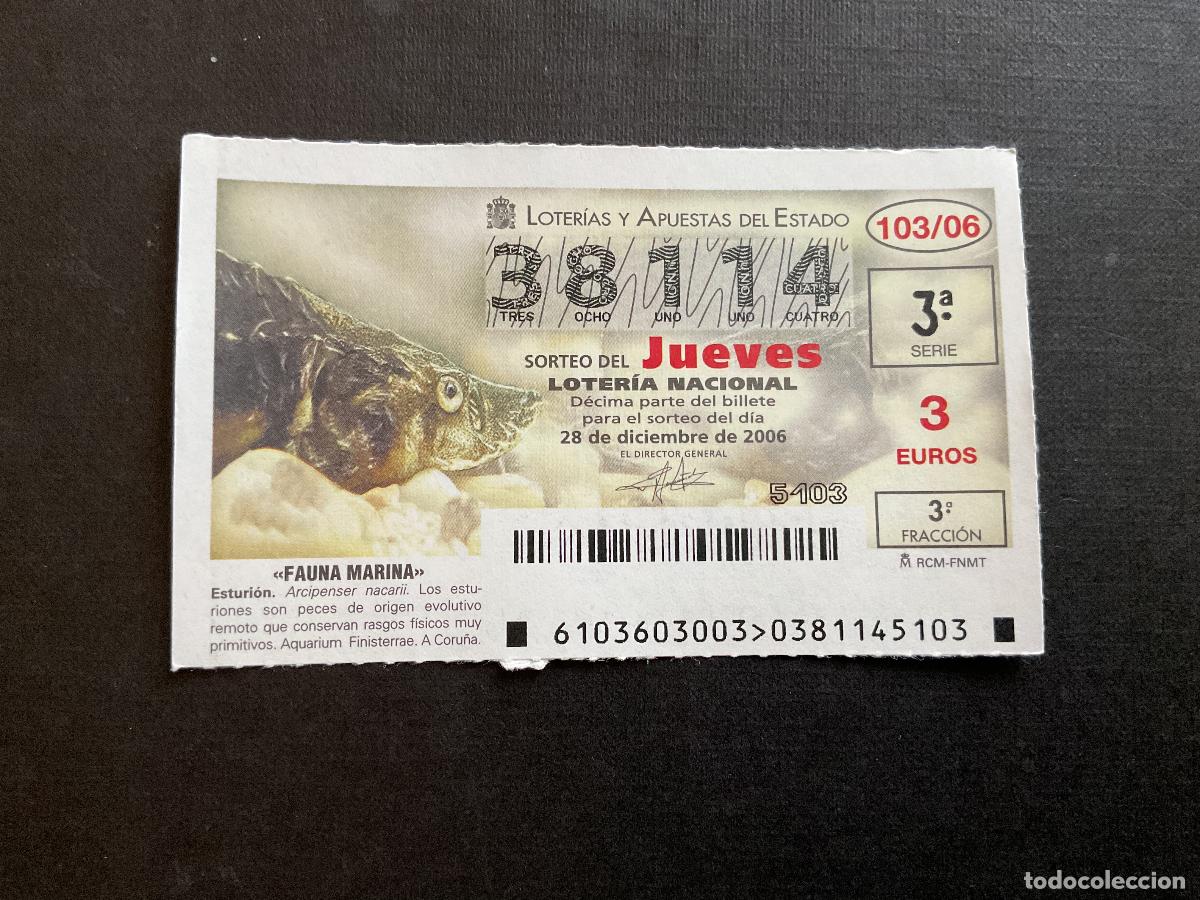 LOTERÍAS Y APUESTAS DEL ESTADO
103/06
38114
TRES OCHO UNO UNO CUATRO
3ª
SERIE
SORTEO DEL Jueves
LOTERÍA NACIONAL
Décima parte del billete
para el sorteo del día
28 de diciembre de 2006
EL DIRECTOR GENERAL
3
EUROS
5103
3ª
FRACCIÓN
RCM-FNMT
«FAUNA MARINA»
Esturión. Arcipenser nacarii. Los estu-
riones son peces de origen evolutivo
remoto que conservan rasgos físicos muy
primitivos. Aquarium Finisterrae. A Coruña.
6103603003>0381145103
todocoleccion